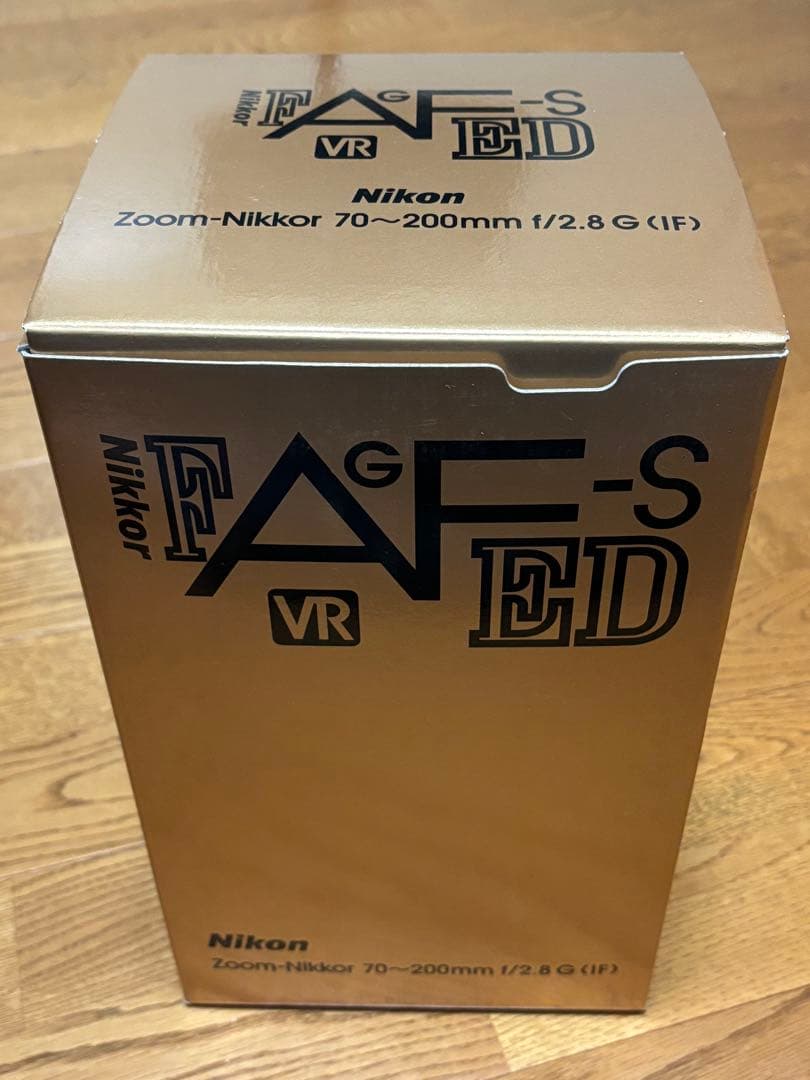 Nikkor F AF-S G
VR ED
Nikon
Zoom-Nikkor 70~200mm f/2.8 G (IF)
Nikkor F AF-S G
VR ED
Nikon
Zoom-Nikkor 70~200mm f/2.8 G (IF)